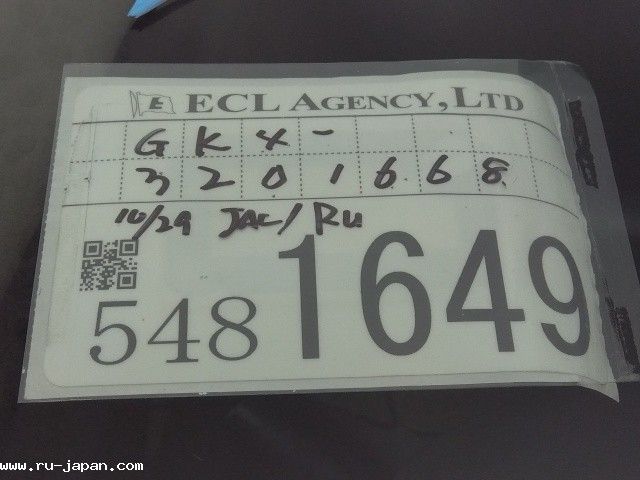 E ECL AGENCY, LTD
GK4-
3201668
10/29 JAC/RU
548 1649
www.ru-japan.com